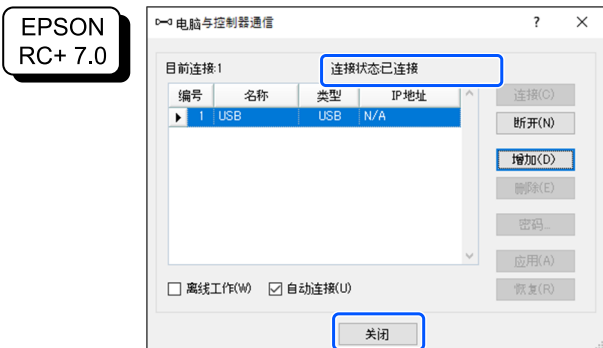 EPSON
RC+ 7.0
电脑与控制器通信
?
目前连接:1
连接状态:已连接
编号 名称 类型 IP地址
1 USB USB N/A
连接(C)
断开(N)
增加(D)
删除(E)
密码...
应用(A)
恢复(R)
离线工作(W)
自动连接(U)
关闭